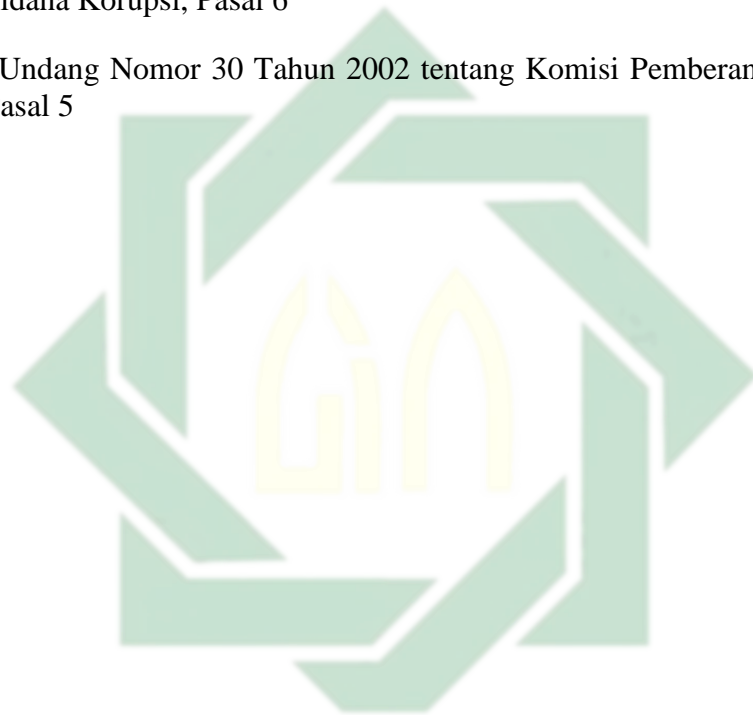 idana Korupsi, Pasal 6
Undang Nomor 30 Tahun 2002 tentang Komisi Pemberan
asal 5